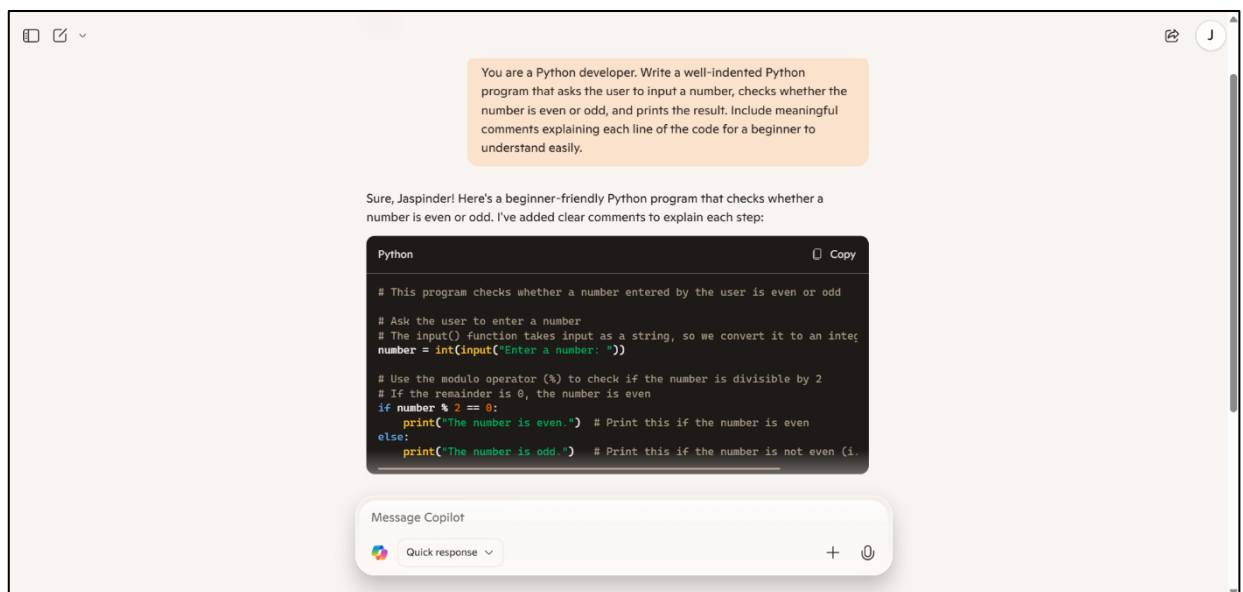 J
You are a Python developer. Write a well-indented Python
program that asks the user to input a number, checks whether the
number is even or odd, and prints the result. Include meaningful
comments explaining each line of the code for a beginner to
understand easily.
Sure, Jaspinder! Here's a beginner-friendly Python program that checks whether a
number is even or odd. I've added clear comments to explain each step:
Python Copy
# This program checks whether a number entered by the user is even or odd
# Ask the user to enter a number
# The input() function takes input as a string, so we convert it to an integ
number = int(input("Enter a number: "))
# Use the modulo operator (%) to check if the number is divisible by 2
# If the remainder is 0, the number is even
if number % 2 == 0:
    print("The number is even.")  # Print this if the number is even
else:
    print("The number is odd.")   # Print this if the number is not even (i.
Message Copilot
Quick response